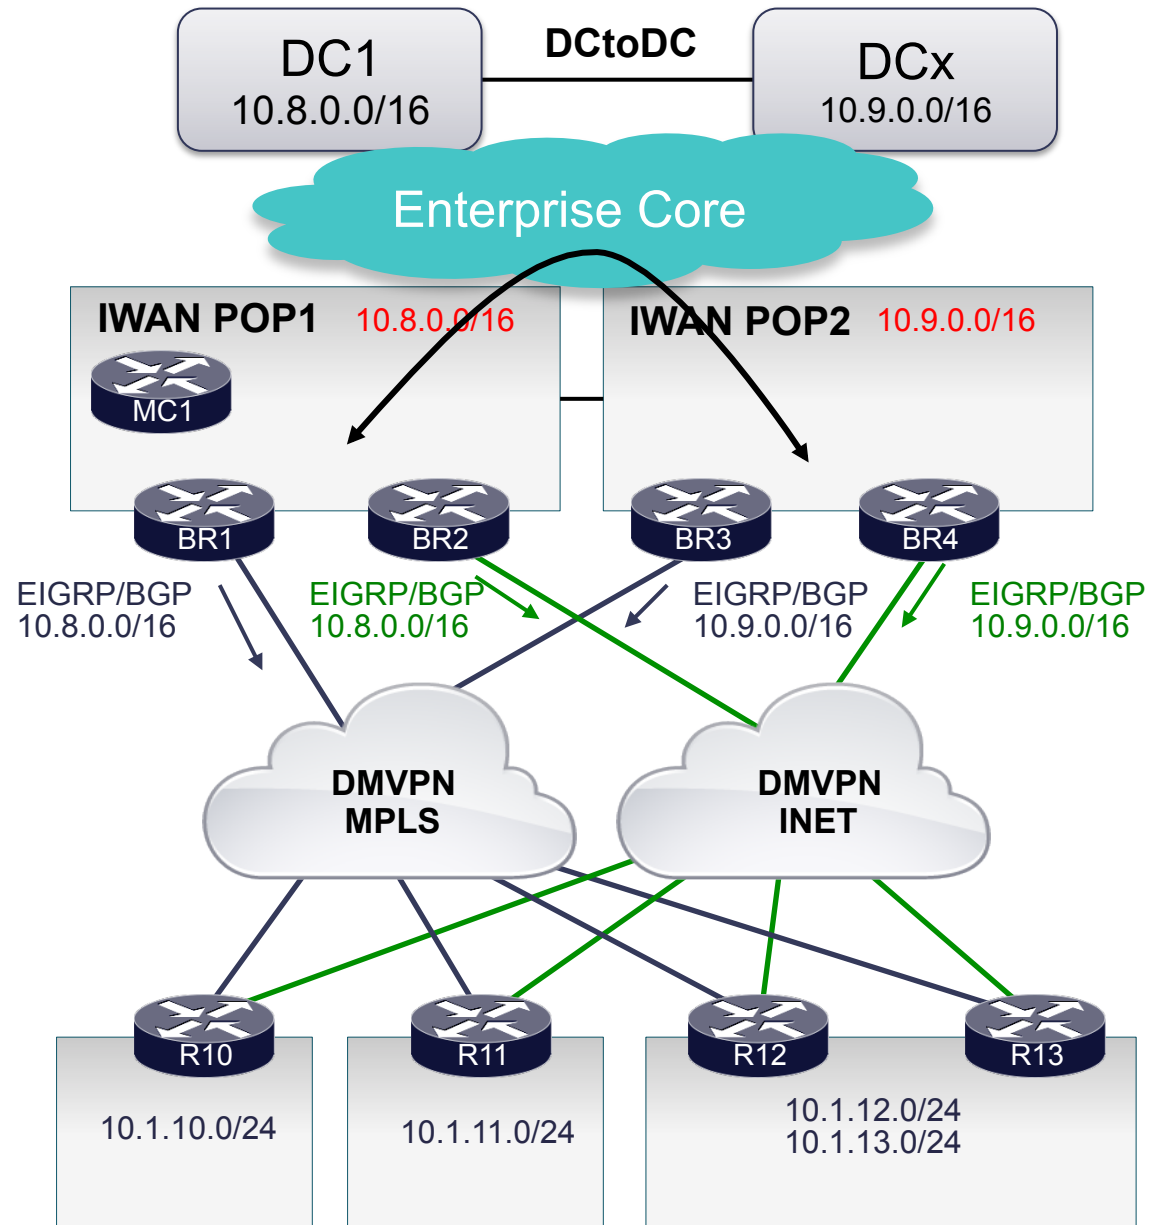 DC1
10.8.0.0/16
DCtoDC
DCx
10.9.0.0/16
Enterprise Core
IWAN POP1
10.8.0.0/16
IWAN POP2
10.9.0.0/16
MC1
BR1
BR2
BR3
BR4
EIGRP/BGP
10.8.0.0/16
EIGRP/BGP
10.8.0.0/16
EIGRP/BGP
10.9.0.0/16
EIGRP/BGP
10.9.0.0/16
DMVPN
MPLS
DMVPN
INET
R10
R11
R12
R13
10.1.10.0/24
10.1.11.0/24
10.1.12.0/24
10.1.13.0/24